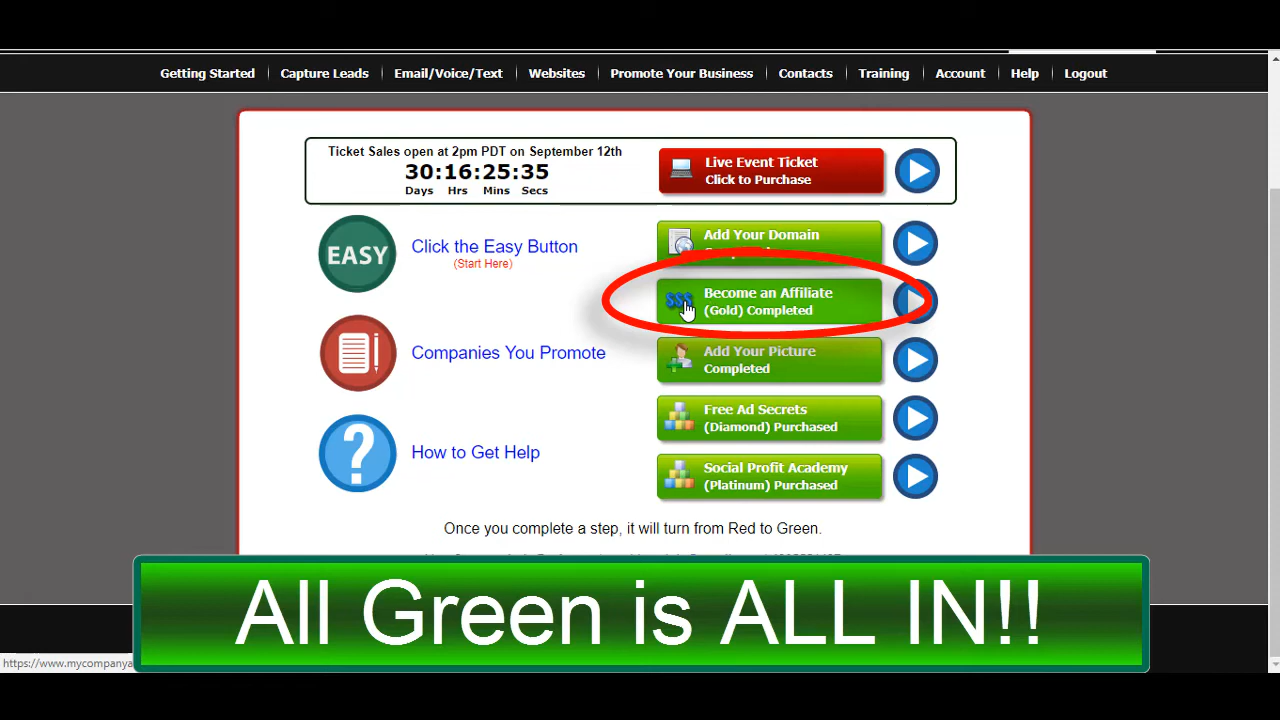 Getting Started Capture Leads Email/Voice/Text Websites Promote Your Business Contacts Training Account Help Logout
Ticket Sales open at 2pm PDT on September 12th
30:16:25:35
Days Hrs Mins Secs
Live Event Ticket
Click to Purchase
EASY
Click the Easy Button
(Start Here)
Add Your Domain
$$$
Become an Affiliate
(Gold) Completed
Companies You Promote
Add Your Picture
Completed
Free Ad Secrets
(Diamond) Purchased
?
How to Get Help
Social Profit Academy
(Platinum) Purchased
Once you complete a step, it will turn from Red to Green.
All Green is ALL IN!!
https://www.mycompanya